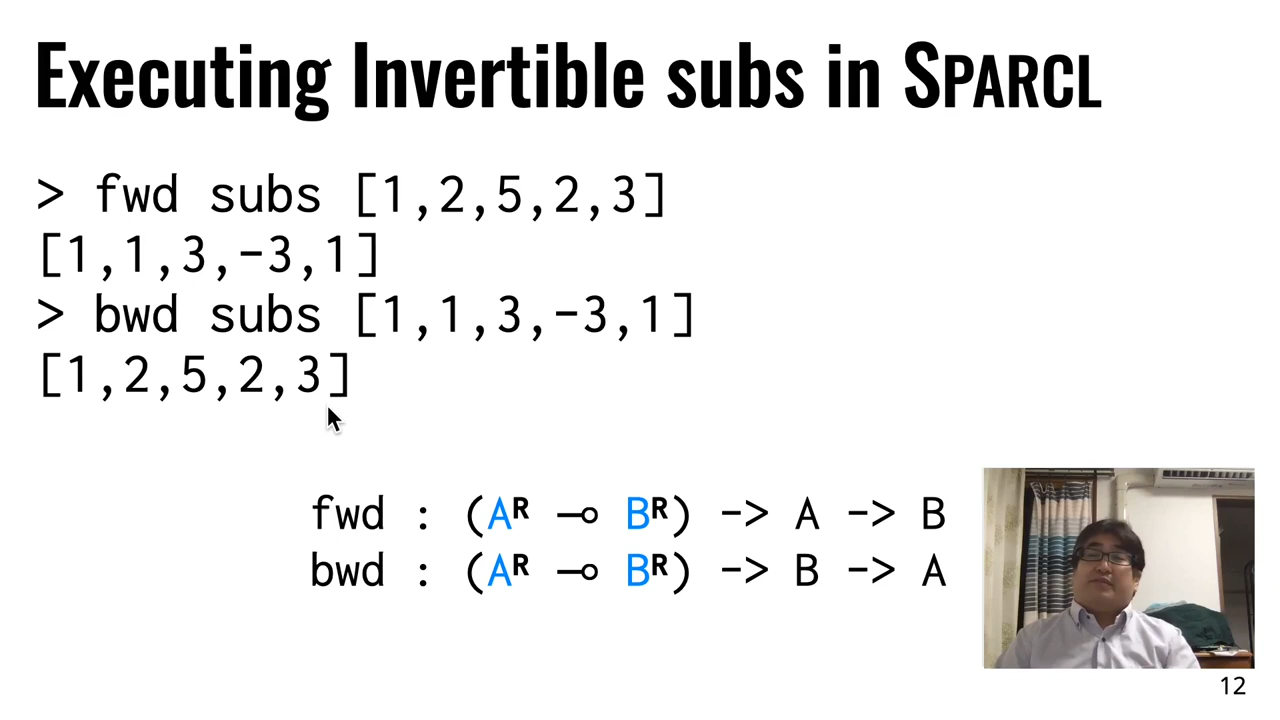 Executing Invertible subs in SPARCL
> fwd subs [1,2,5,2,3]
[1,1,3,-3,1]
> bwd subs [1,1,3,-3,1]
[1,2,5,2,3]
fwd : (Aᴿ ⊸ Bᴿ) -> A -> B
bwd : (Aᴿ ⊸ Bᴿ) -> B -> A
12